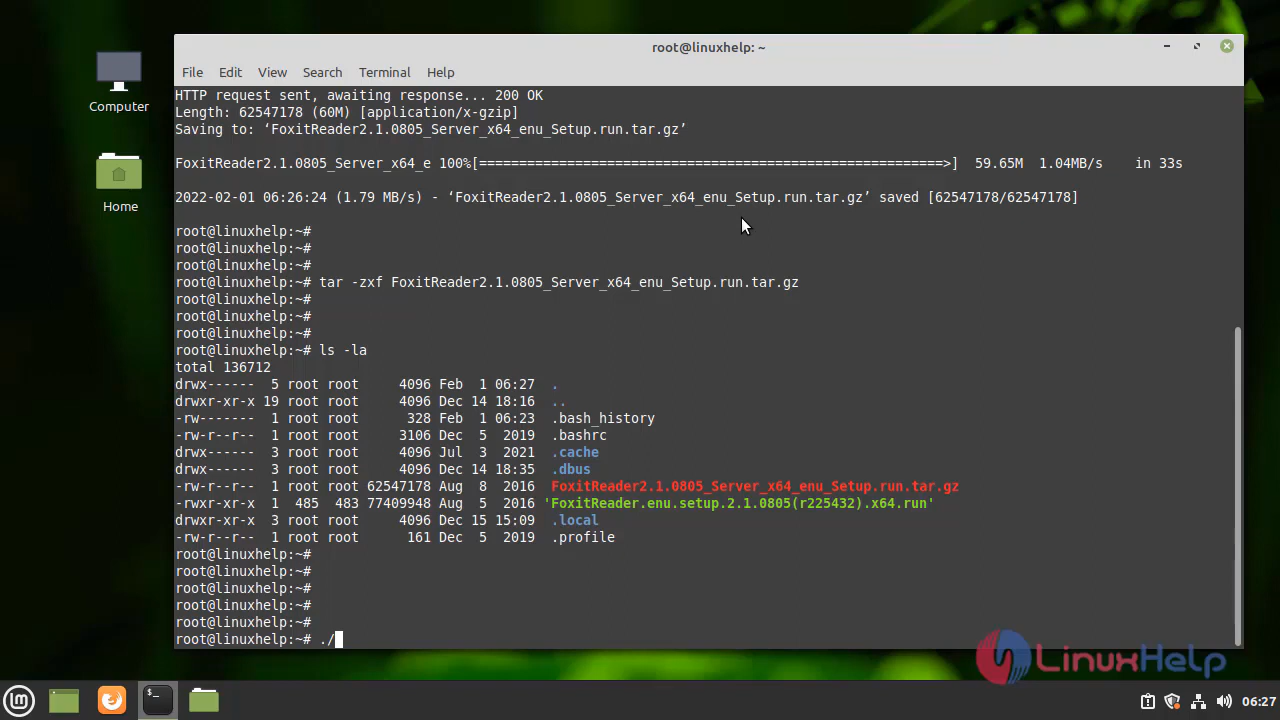 root@linuxhelp: ~
File Edit View Search Terminal Help
Computer
Home
HTTP request sent, awaiting response... 200 OK
Length: 62547178 (60M) [application/x-gzip]
Saving to: ‘FoxitReader2.1.0805_Server_x64_enu_Setup.run.tar.gz’
FoxitReader2.1.0805_Server_x64_e 100%[==========================================================>] 59.65M 1.04MB/s in 33s
2022-02-01 06:26:24 (1.79 MB/s) - ‘FoxitReader2.1.0805_Server_x64_enu_Setup.run.tar.gz’ saved [62547178/62547178]
root@linuxhelp:~#
root@linuxhelp:~#
root@linuxhelp:~#
root@linuxhelp:~# tar -zxf FoxitReader2.1.0805_Server_x64_enu_Setup.run.tar.gz
root@linuxhelp:~#
root@linuxhelp:~#
root@linuxhelp:~#
root@linuxhelp:~# ls -la
total 136712
drwx------ 5 root root 4096 Feb 1 06:27 .
drwxr-xr-x 19 root root 4096 Dec 14 18:16 ..
-rw------- 1 root root 328 Feb 1 06:23 .bash_history
-rw-r--r-- 1 root root 3106 Dec 5 2019 .bashrc
drwx------ 3 root root 4096 Jul 3 2021 .cache
drwx------ 3 root root 4096 Dec 14 18:35 .dbus
-rw-r--r-- 1 root root 62547178 Aug 8 2016 FoxitReader2.1.0805_Server_x64_enu_Setup.run.tar.gz
-rwxr-xr-x 1 485 483 77409948 Aug 5 2016 'FoxitReader.enu.setup.2.1.0805(r225432).x64.run'
drwxr-xr-x 3 root root 4096 Dec 15 15:09 .local
-rw-r--r-- 1 root root 161 Dec 5 2019 .profile
root@linuxhelp:~#
root@linuxhelp:~#
root@linuxhelp:~#
root@linuxhelp:~#
root@linuxhelp:~#
root@linuxhelp:~# ./
LinuxHelp
06:27